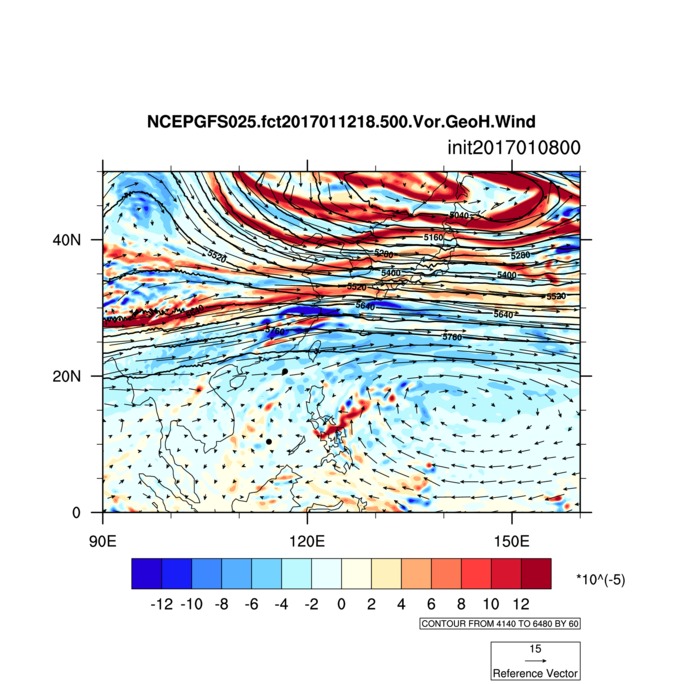 NCEPGFS025.fct2017011218.500.Vor.GeoH.Wind
init2017010800
5040
5160
5280
5280
5400
5400
5520
5520
5520
5640
5640
5760
5760
40N
20N
0
90E 120E 150E
-12 -10 -8 -6 -4 -2 0 2 4 6 8 10 12
*10^(-5)
CONTOUR FROM 4140 TO 6480 BY 60
15
Reference Vector